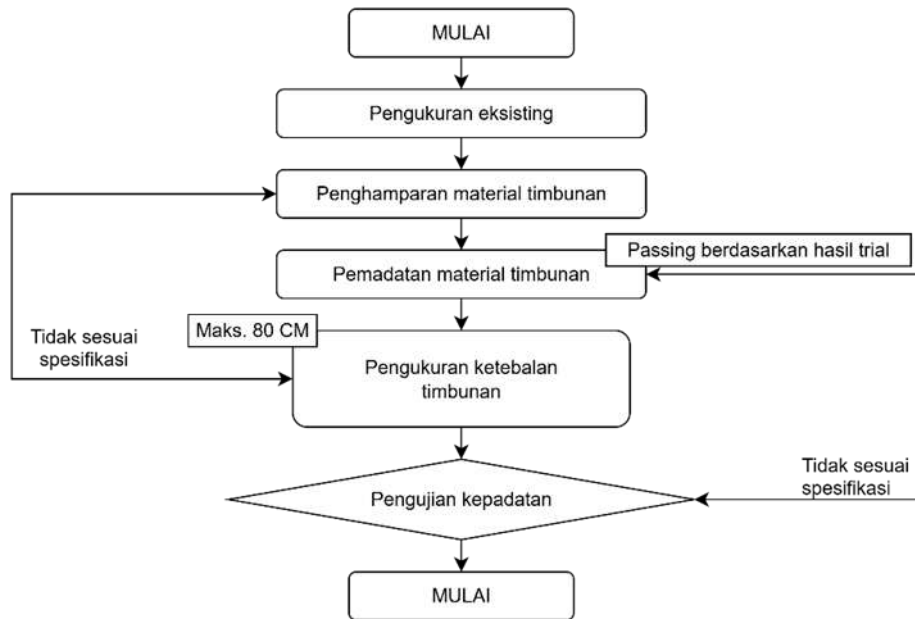 MULAI
Pengukuran eksisting
Penghamparan material timbunan
Passing berdasarkan hasil trial
Pemadatan material timbunan
Maks. 80 CM
Tidak sesuai
spesifikasi
Pengukuran ketebalan
timbunan
Tidak sesuai
spesifikasi
Pengujian kepadatan
MULAI